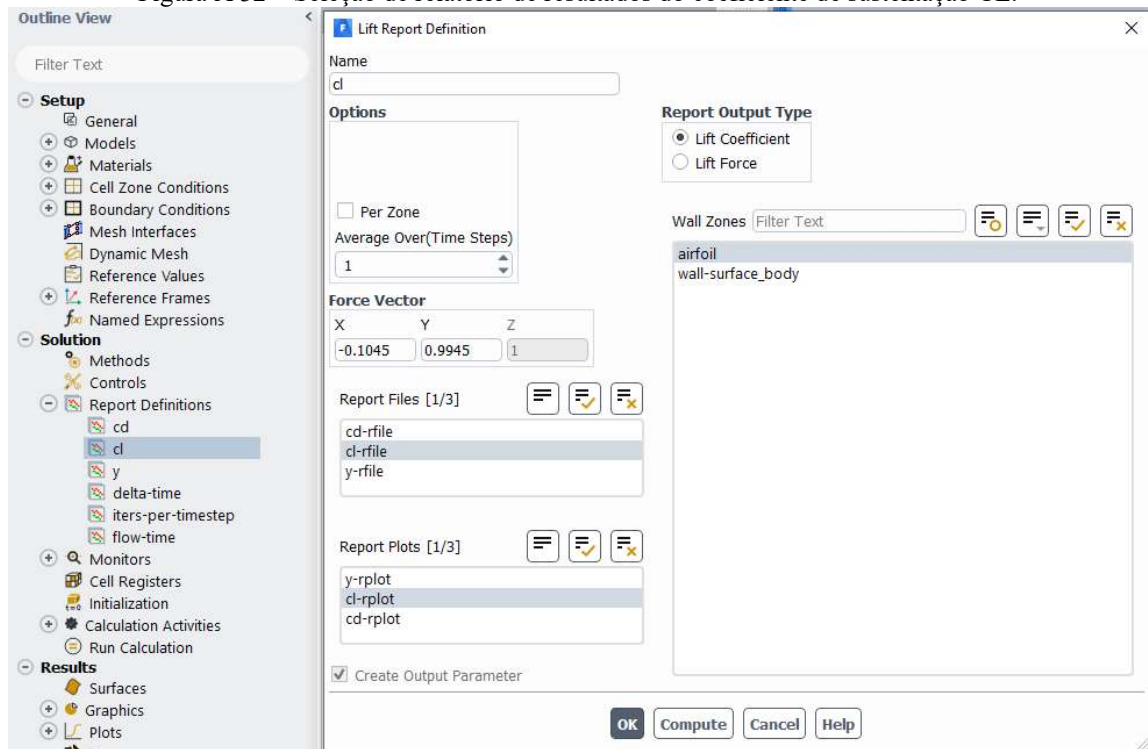 Outline View
<
Filter Text
Setup
General
Models
Materials
Cell Zone Conditions
Boundary Conditions
Mesh Interfaces
Dynamic Mesh
Reference Values
Reference Frames
Named Expressions
Solution
Methods
Controls
Report Definitions
cd
cl
y
delta-time
iters-per-timestep
flow-time
Monitors
Cell Registers
Initialization
Calculation Activities
Run Calculation
Results
Surfaces
Graphics
Plots
Lift Report Definition
Name
cl
Options
Per Zone
Average Over(Time Steps)
1
Force Vector
X Y Z
-0.1045 0.9945 1
Report Files [1/3]
cd-rfile
cl-rfile
y-rfile
Report Plots [1/3]
y-rplot
cl-rplot
cd-rplot
Create Output Parameter
Report Output Type
Lift Coefficient
Lift Force
Wall Zones Filter Text
airfoil
wall-surface_body
OK Compute Cancel Help